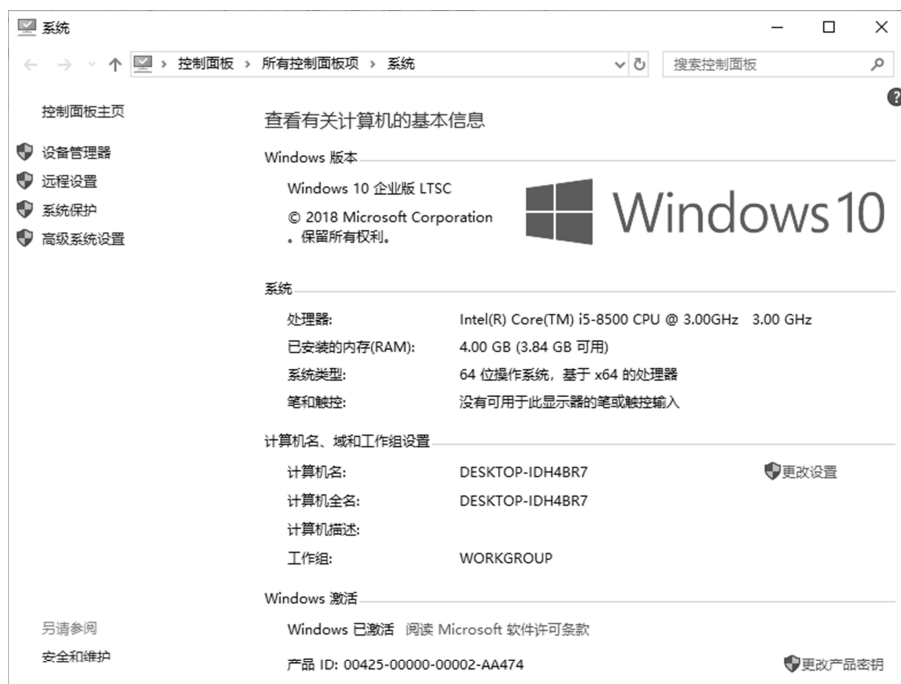 系统
控制面板 › 所有控制面板项 › 系统
搜索控制面板
控制面板主页
设备管理器
远程设置
系统保护
高级系统设置
查看有关计算机的基本信息
Windows 版本
Windows 10 企业版 LTSC
© 2018 Microsoft Corporation
。保留所有权利。
Windows 10
系统
处理器: Intel(R) Core(TM) i5-8500 CPU @ 3.00GHz 3.00 GHz
已安装的内存(RAM): 4.00 GB (3.84 GB 可用)
系统类型: 64 位操作系统, 基于 x64 的处理器
笔和触控: 没有可用于此显示器的笔或触控输入
计算机名、域和工作组设置
计算机名: DESKTOP-IDH4BR7 更改设置
计算机全名: DESKTOP-IDH4BR7
计算机描述:
工作组: WORKGROUP
Windows 激活
Windows 已激活 阅读 Microsoft 软件许可条款
产品 ID: 00425-00000-00002-AA474 更改产品密钥
另请参阅
安全和维护